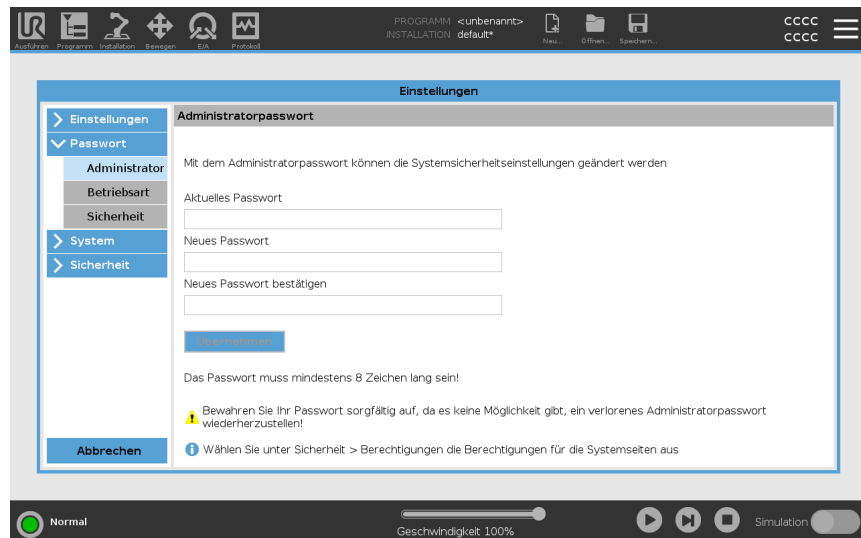 PROGRAMM <unbenannt>
INSTALLATION default*
Ausführen Programm Installation Bewegen E/A Protokoll
Neu... Öffnen... Speichern...
CCCC
CCCC
Einstellungen
Einstellungen
Passwort
Administrator
Betriebsart
Sicherheit
System
Sicherheit
Abbrechen
Administratorpasswort
Mit dem Administratorpasswort können die Systemsicherheitseinstellungen geändert werden
Aktuelles Passwort
Neues Passwort
Neues Passwort bestätigen
Übernehmen
Das Passwort muss mindestens 8 Zeichen lang sein!
Bewahren Sie Ihr Passwort sorgfältig auf, da es keine Möglichkeit gibt, ein verlorenes Administratorpasswort
wiederherzustellen!
Wählen Sie unter Sicherheit > Berechtigungen die Berechtigungen für die Systemseiten aus
Normal
Geschwindigkeit 100%
Simulation